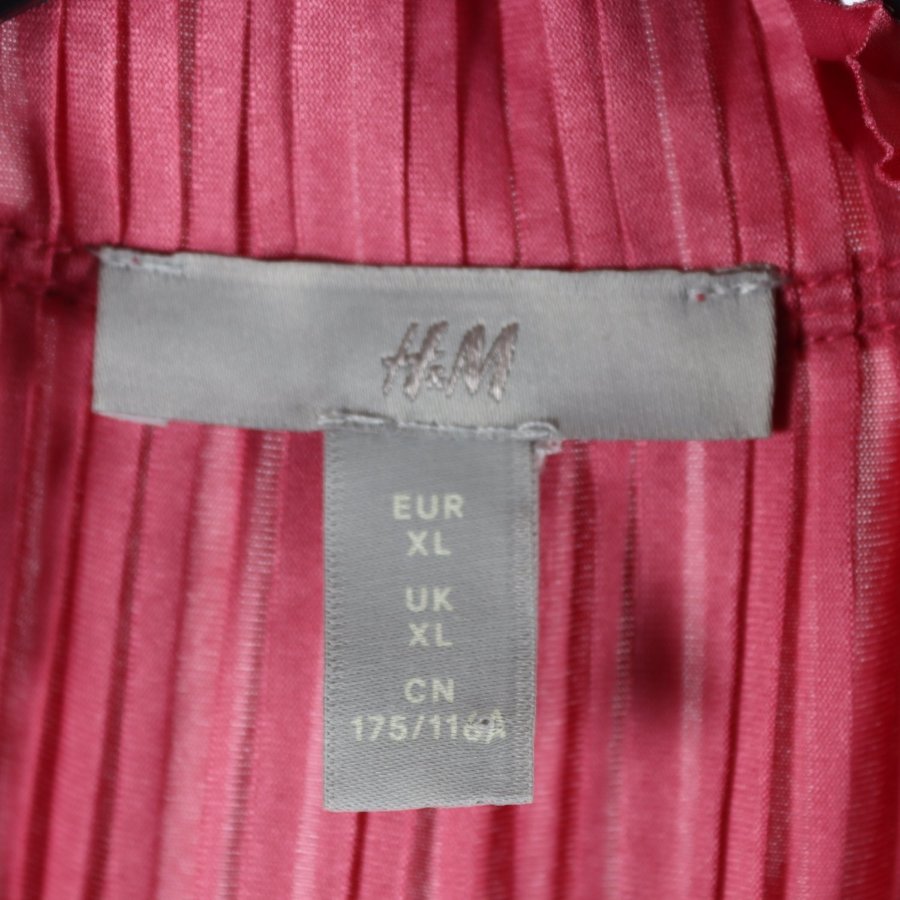 H&M
EUR
XL
UK
XL
CN
175/116A